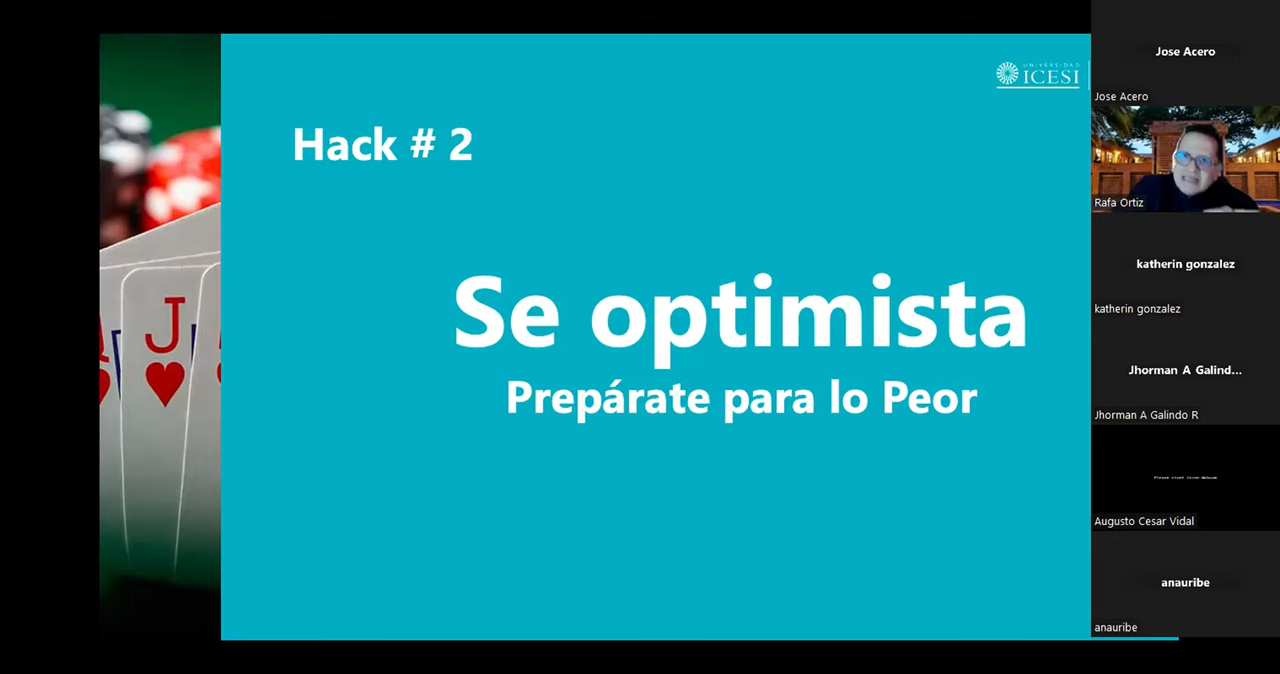 UNIVERSIDAD
ICESI
Hack # 2
Se optimista
Prepárate para lo Peor
J
Jose Acero
Jose Acero
Rafa Ortiz
katherin gonzalez
katherin gonzalez
Jhorman A Galind...
Jhorman A Galindo R
Augusto Cesar Vidal
anauribe
anauribe